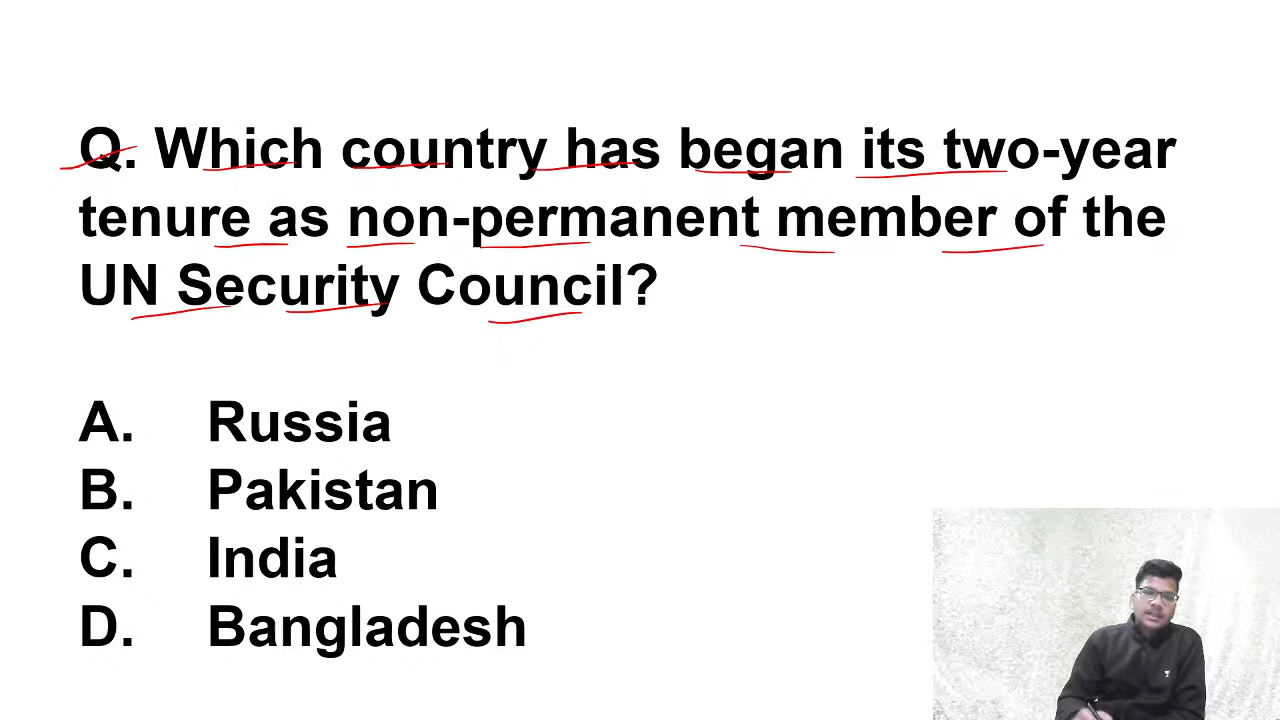 Q. Which country has began its two-year
tenure as non-permanent member of the
UN Security Council?
A. Russia
B. Pakistan
C. India
D. Bangladesh